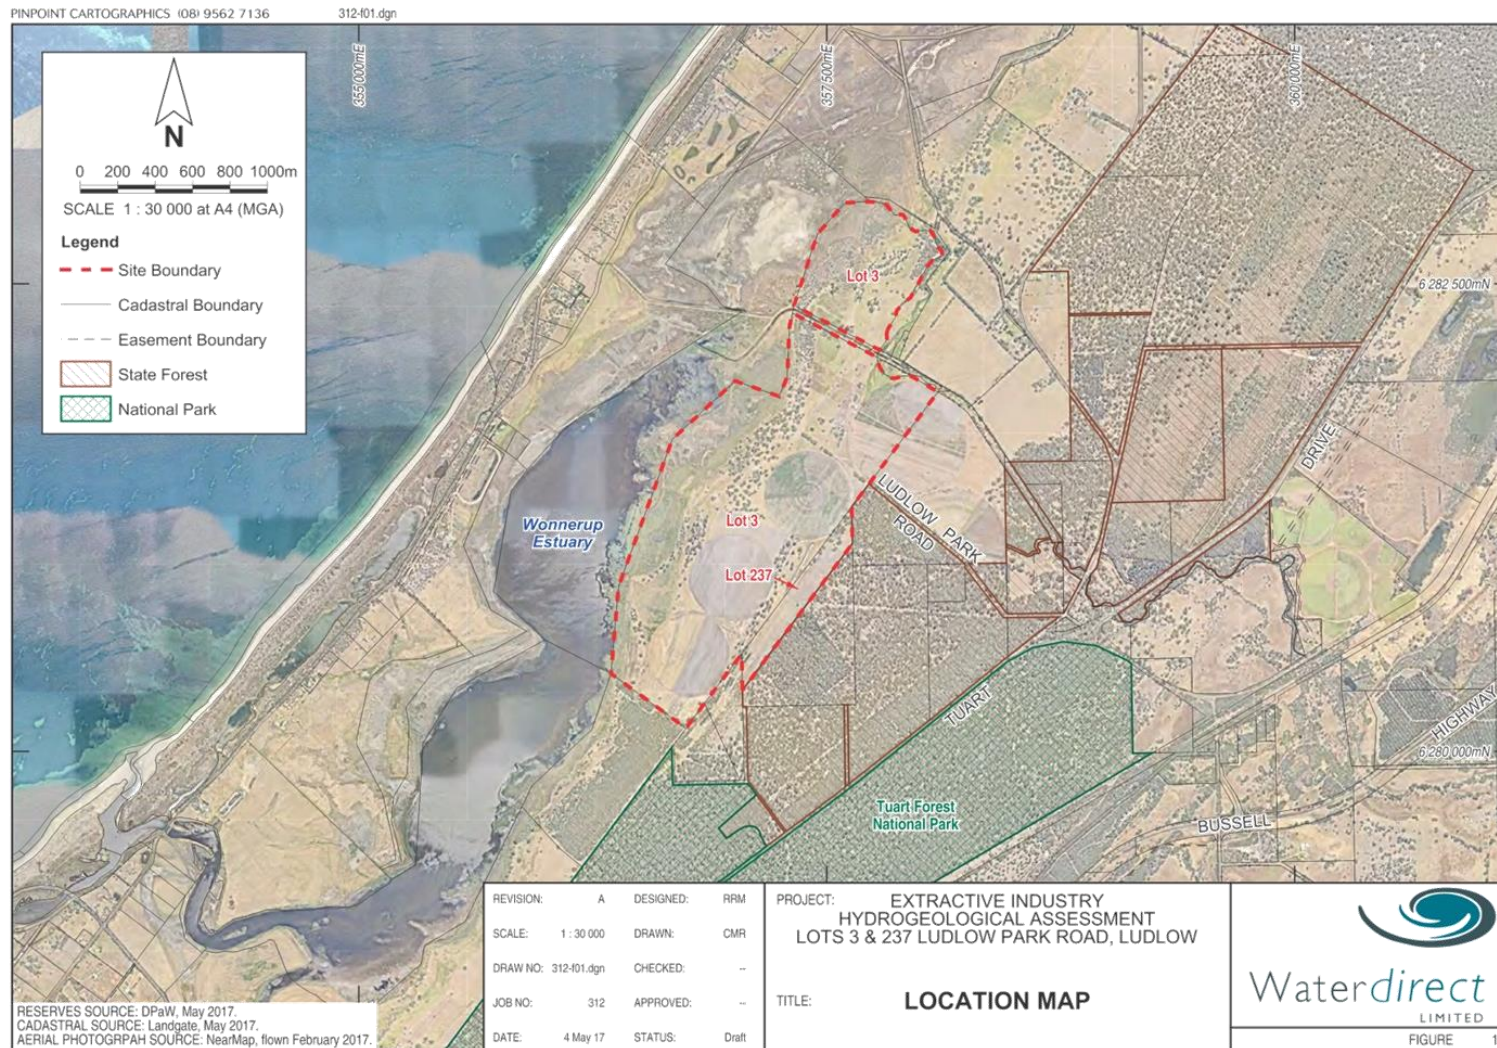 PINPOINT CARTOGRAPHICS (08) 9562 7136
312-f01.dgn
355 000mE
357 500mE
360 000mE
N
0 200 400 600 800 1000m
SCALE 1 : 30 000 at A4 (MGA)
Legend
Site Boundary
Cadastral Boundary
Easement Boundary
State Forest
National Park
Lot 3
6 282 500mN
DRIVE
LUDLOW PARK
ROAD
Wonnerup
Estuary
Lot 3
Lot 237
TUART
HIGHWAY
6 280 000mN
Tuart Forest
National Park
BUSSELL
REVISION: A DESIGNED: RRM
SCALE: 1 : 30 000 DRAWN: CMR
DRAW NO: 312-f01.dgn CHECKED: --
JOB NO: 312 APPROVED: --
DATE: 4 May 17 STATUS: Draft
PROJECT: EXTRACTIVE INDUSTRY
HYDROGEOLOGICAL ASSESSMENT
LOTS 3 & 237 LUDLOW PARK ROAD, LUDLOW
TITLE: LOCATION MAP
Waterdirect
LIMITED
FIGURE 1
RESERVES SOURCE: DPaW, May 2017.
CADASTRAL SOURCE: Landgate, May 2017.
AERIAL PHOTOGRPAH SOURCE: NearMap, flown February 2017.